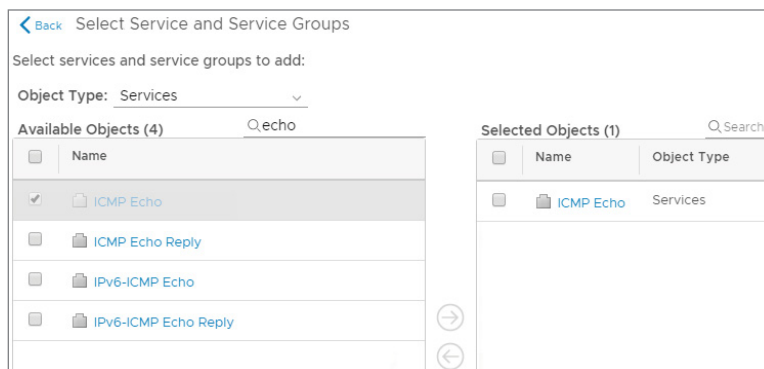 Back Select Service and Service Groups
Select services and service groups to add:
Object Type: Services
Available Objects (4) echo
Name
ICMP Echo
ICMP Echo Reply
IPv6-ICMP Echo
IPv6-ICMP Echo Reply
Selected Objects (1) Search
Name Object Type
ICMP Echo Services